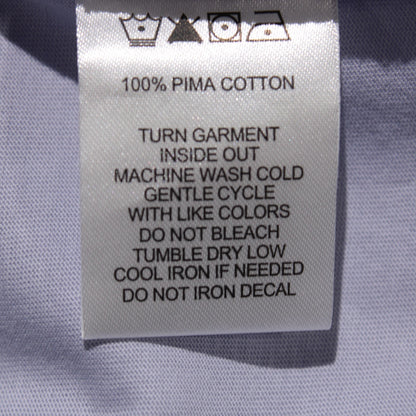 100% PIMA COTTON
TURN GARMENT
INSIDE OUT
MACHINE WASH COLD
GENTLE CYCLE
WITH LIKE COLORS
DO NOT BLEACH
TUMBLE DRY LOW
COOL IRON IF NEEDED
DO NOT IRON DECAL